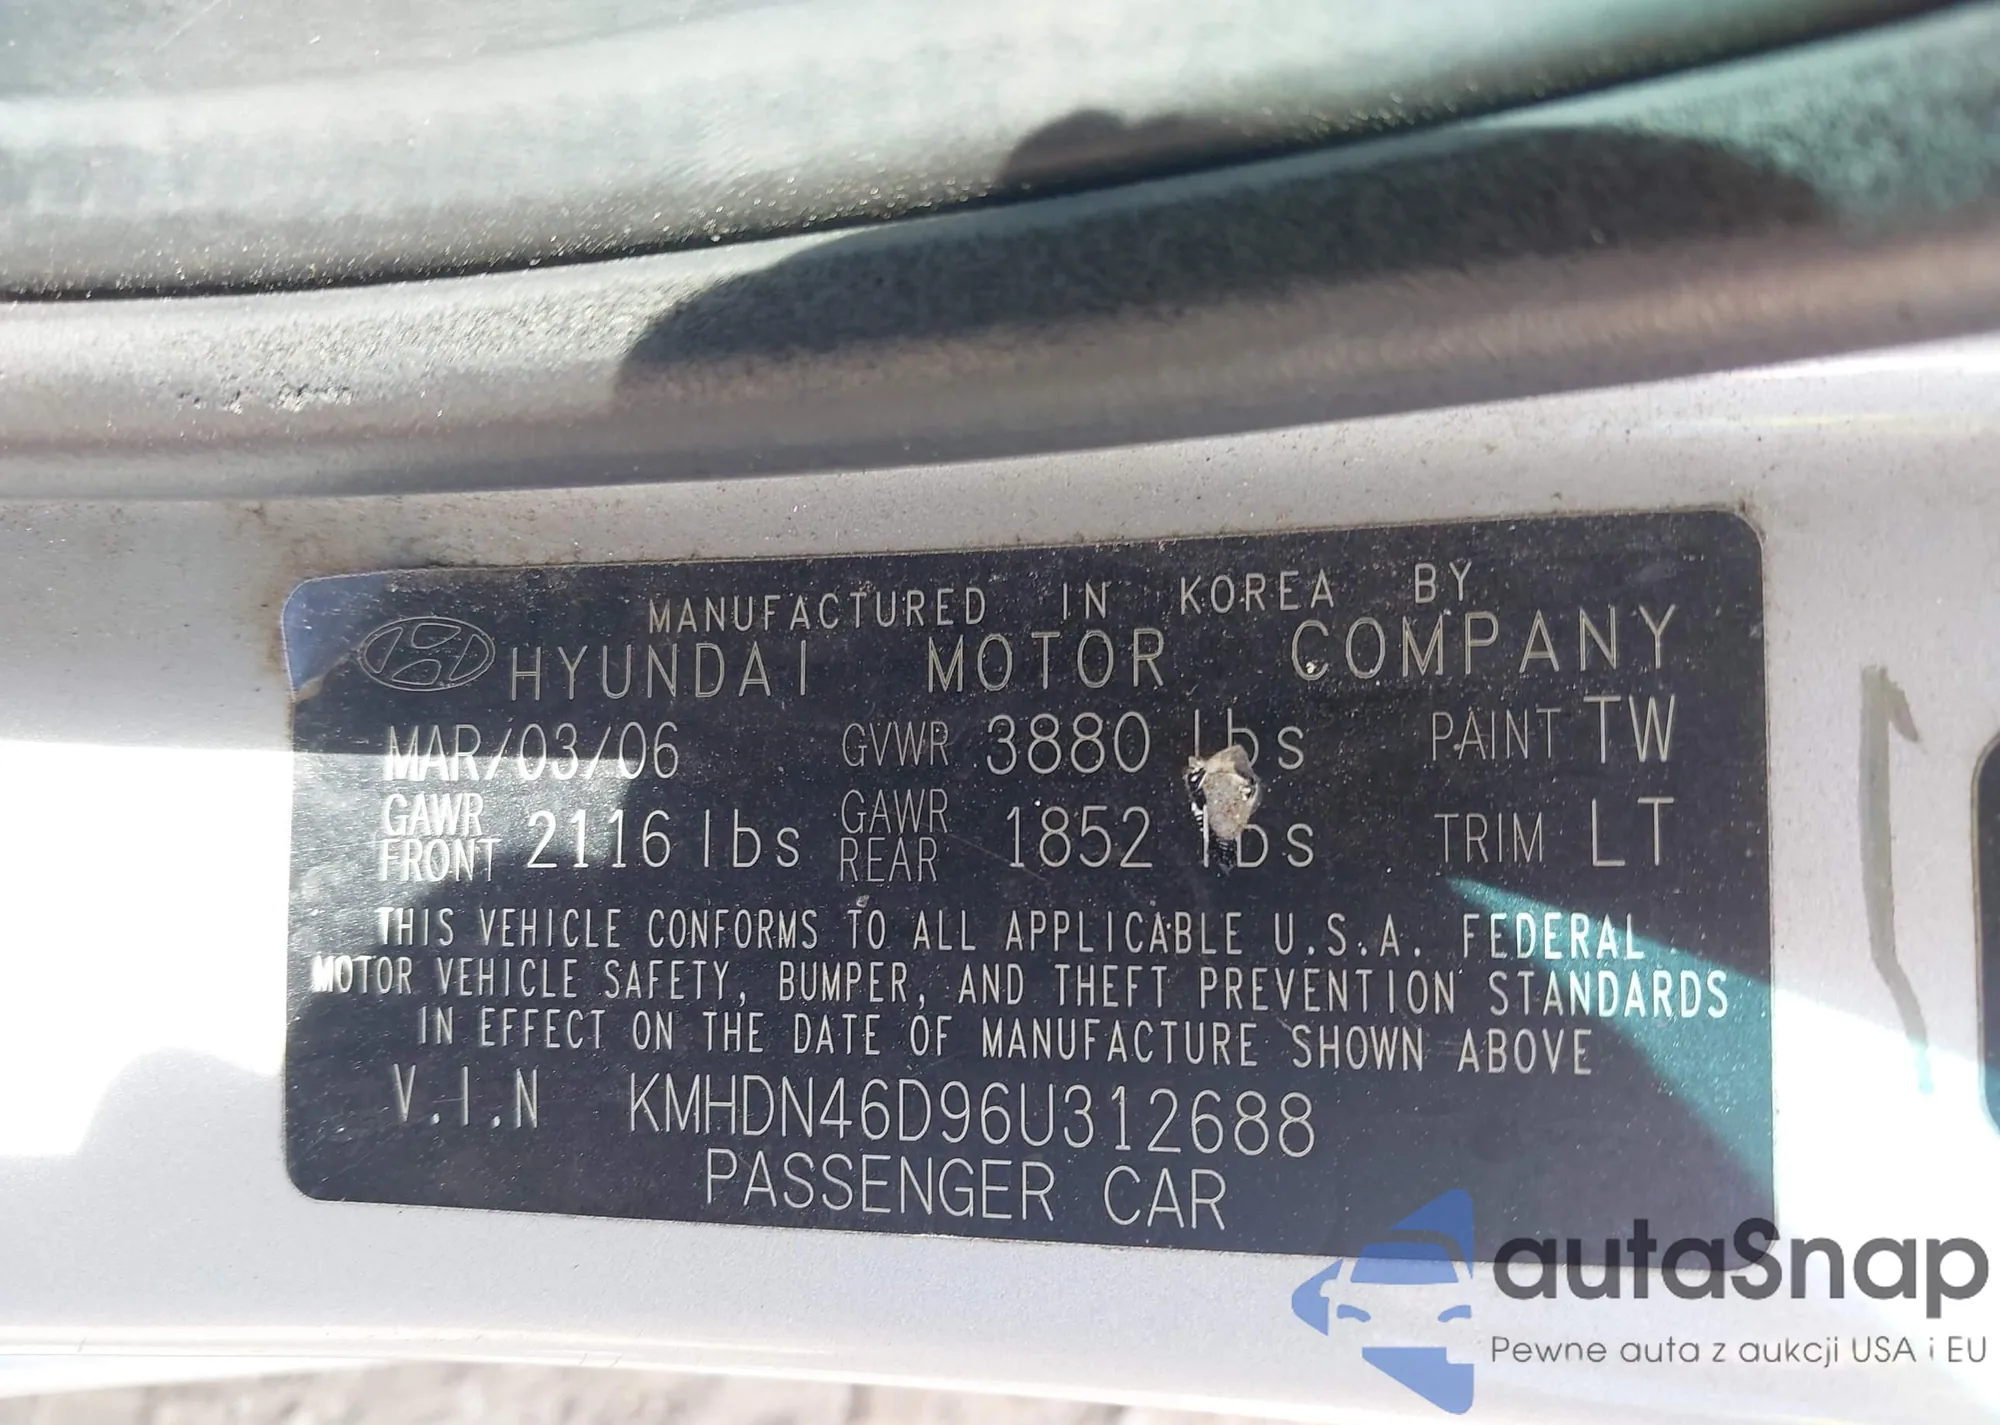 MANUFACTURED IN KOREA BY
HYUNDAI MOTOR COMPANY
MAR/03/06 GVWR 3880 lbs PAINT TW
GAWR FRONT 2116 lbs GAWR REAR 1852 lbs TRIM LT
THIS VEHICLE CONFORMS TO ALL APPLICABLE U.S.A. FEDERAL
MOTOR VEHICLE SAFETY, BUMPER, AND THEFT PREVENTION STANDARDS
IN EFFECT ON THE DATE OF MANUFACTURE SHOWN ABOVE
V.I.N KMHDN46D96U312688
PASSENGER CAR
autaSnap
Pewne auta z aukcji USA i EU